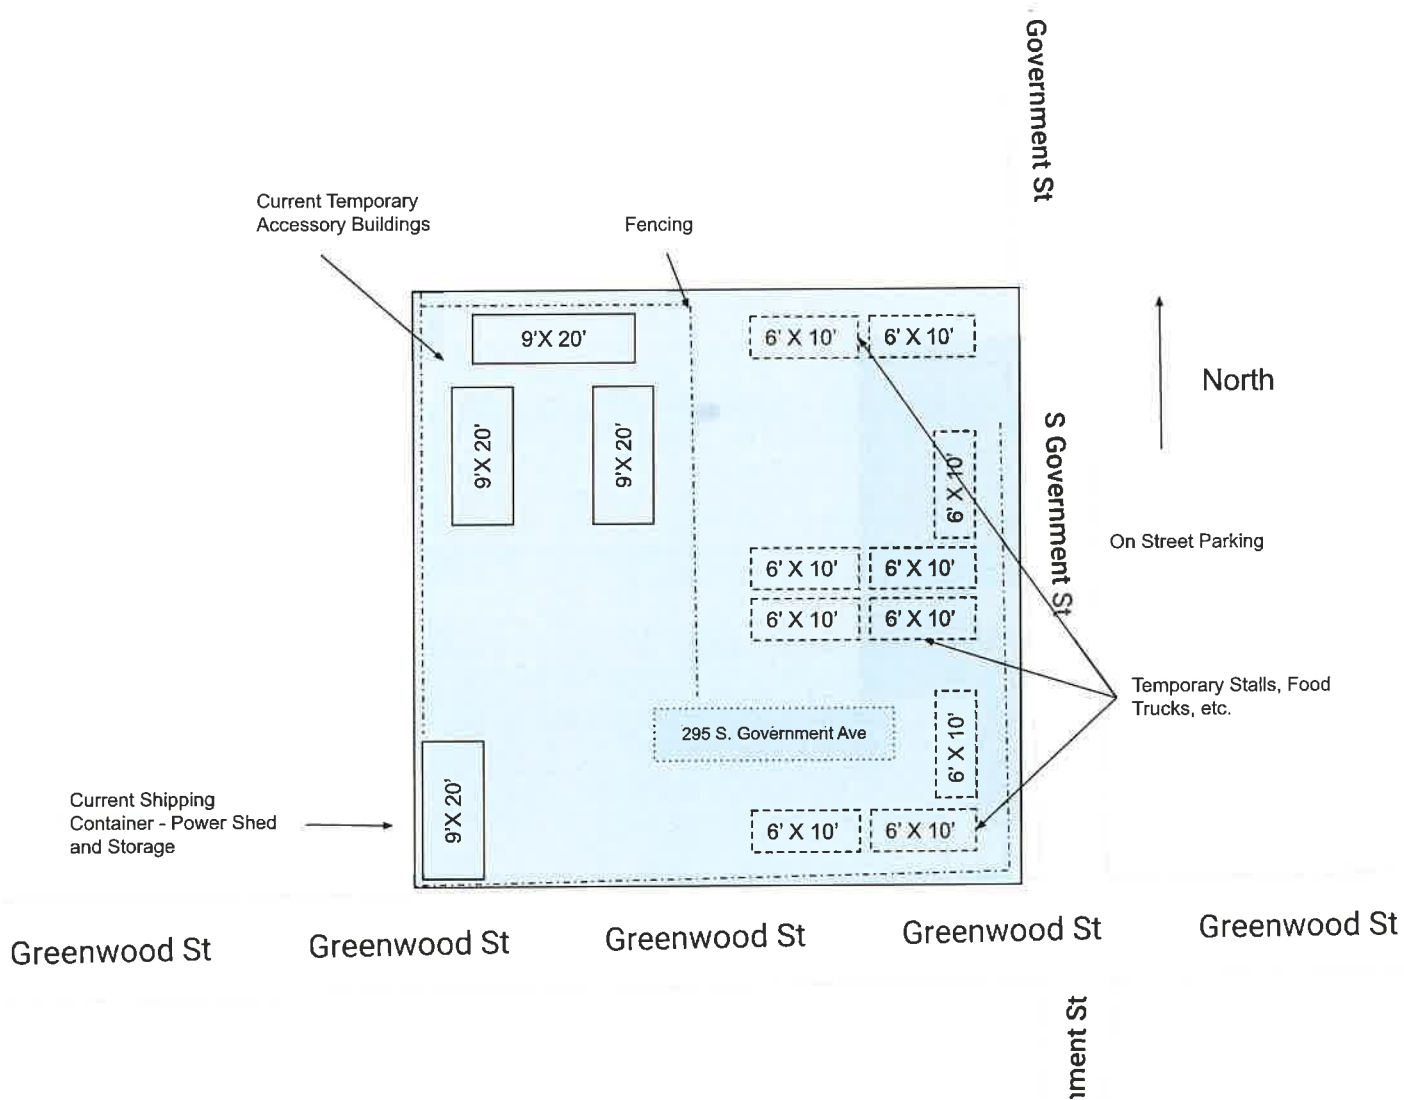 Government St
Current Temporary
Accessory Buildings
Fencing
9'X 20'
6' X 10'
6' X 10'
North
9'X 20'
9'X 20'
6' X 10'
S Government St
On Street Parking
6' X 10'
6' X 10'
6' X 10'
6' X 10'
Temporary Stalls, Food
Trucks, etc.
295 S. Government Ave
6' X 10'
9'X 20'
Current Shipping
Container - Power Shed
and Storage
6' X 10'
6' X 10'
Greenwood St
Greenwood St
Greenwood St
Greenwood St
Greenwood St
nment St